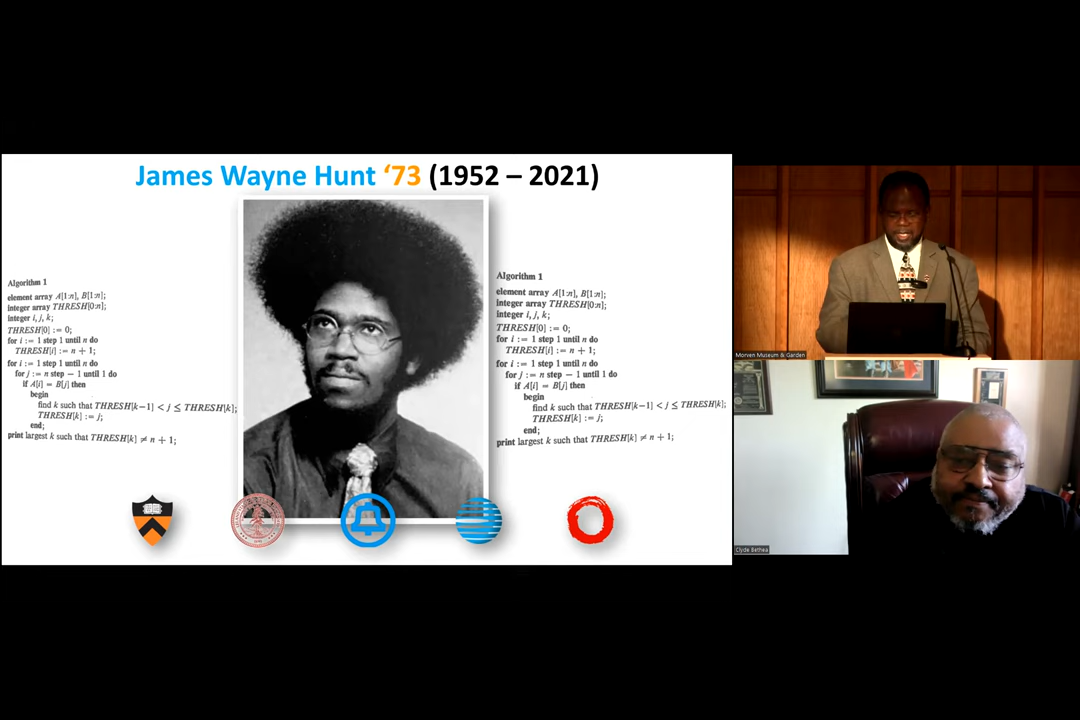 James Wayne Hunt ‘73 (1952 – 2021)
Algorithm 1
element array A[1:n], B[1:n];
integer array THRESH[0:n];
integer i, j, k;
THRESH[0] := 0;
for i := 1 step 1 until n do
THRESH[i] := n + 1;
for i := 1 step 1 until n do
for j := n step − 1 until 1 do
if A[i] = B[j] then
begin
find k such that THRESH[k−1] < j ≤ THRESH[k];
THRESH[k] := j;
end;
print largest k such that THRESH[k] ≠ n + 1;
Algorithm 1
element array A[1:n], B[1:n];
integer array THRESH[0:n];
integer i, j, k;
THRESH[0] := 0;
for i := 1 step 1 until n do
THRESH[i] := n + 1;
for i := 1 step 1 until n do
for j := n step − 1 until 1 do
if A[i] = B[j] then
begin
find k such that THRESH[k−1] < j ≤ THRESH[k];
THRESH[k] := j;
end;
print largest k such that THRESH[k] ≠ n + 1;
Morven Museum & Garden
Clyde Bethea